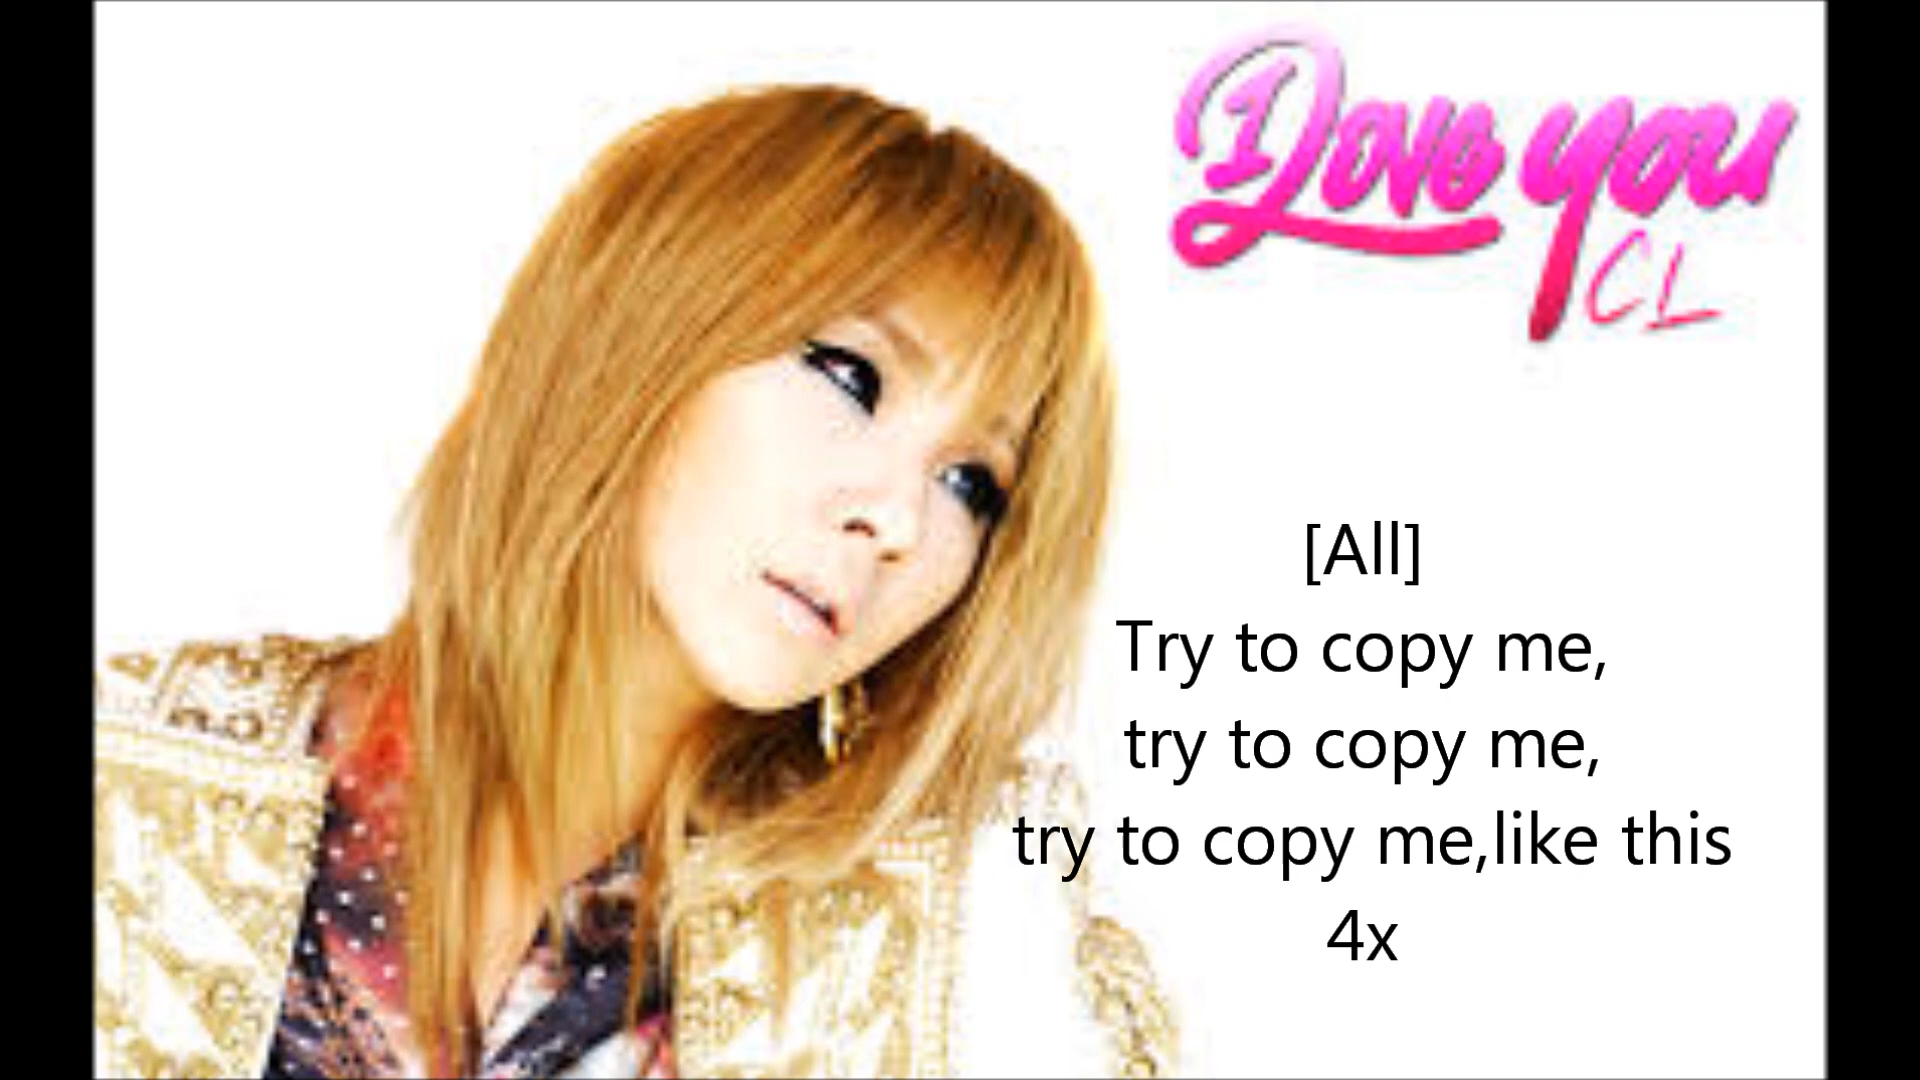 I Love you
CL
[All]
Try to copy me,
try to copy me,
try to copy me,like this
4x